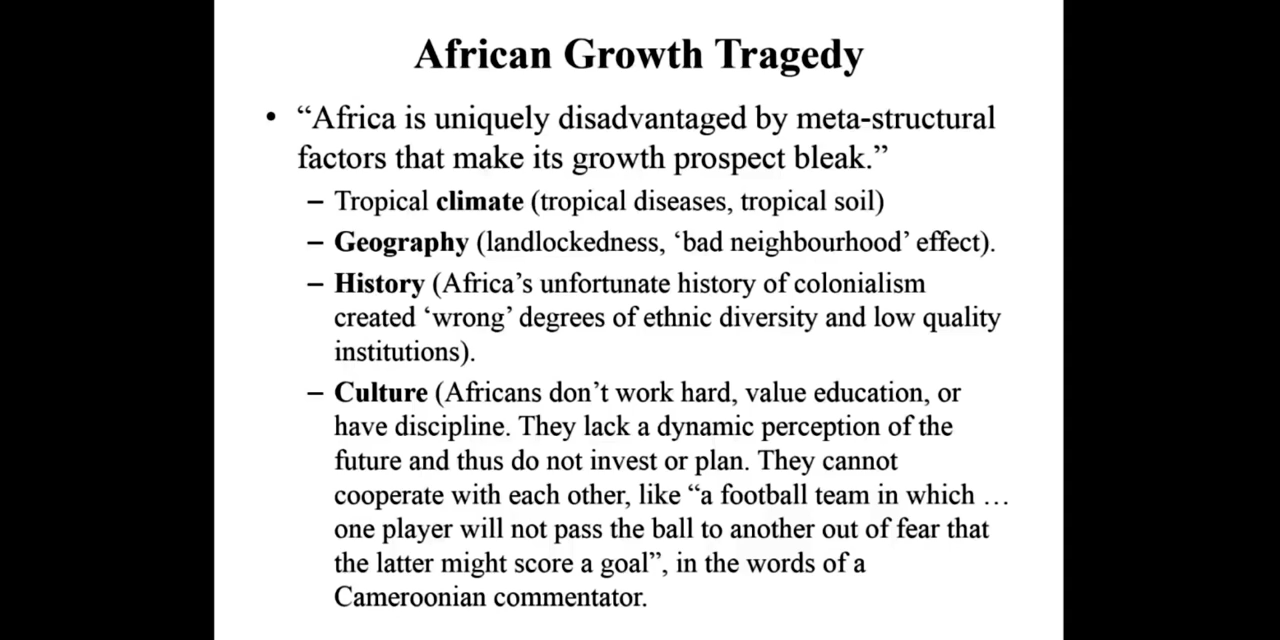 African Growth Tragedy
• “Africa is uniquely disadvantaged by meta-structural
factors that make its growth prospect bleak.”
– Tropical climate (tropical diseases, tropical soil)
– Geography (landlockedness, ‘bad neighbourhood’ effect).
– History (Africa’s unfortunate history of colonialism
created ‘wrong’ degrees of ethnic diversity and low quality
institutions).
– Culture (Africans don’t work hard, value education, or
have discipline. They lack a dynamic perception of the
future and thus do not invest or plan. They cannot
cooperate with each other, like “a football team in which …
one player will not pass the ball to another out of fear that
the latter might score a goal”, in the words of a
Cameroonian commentator.